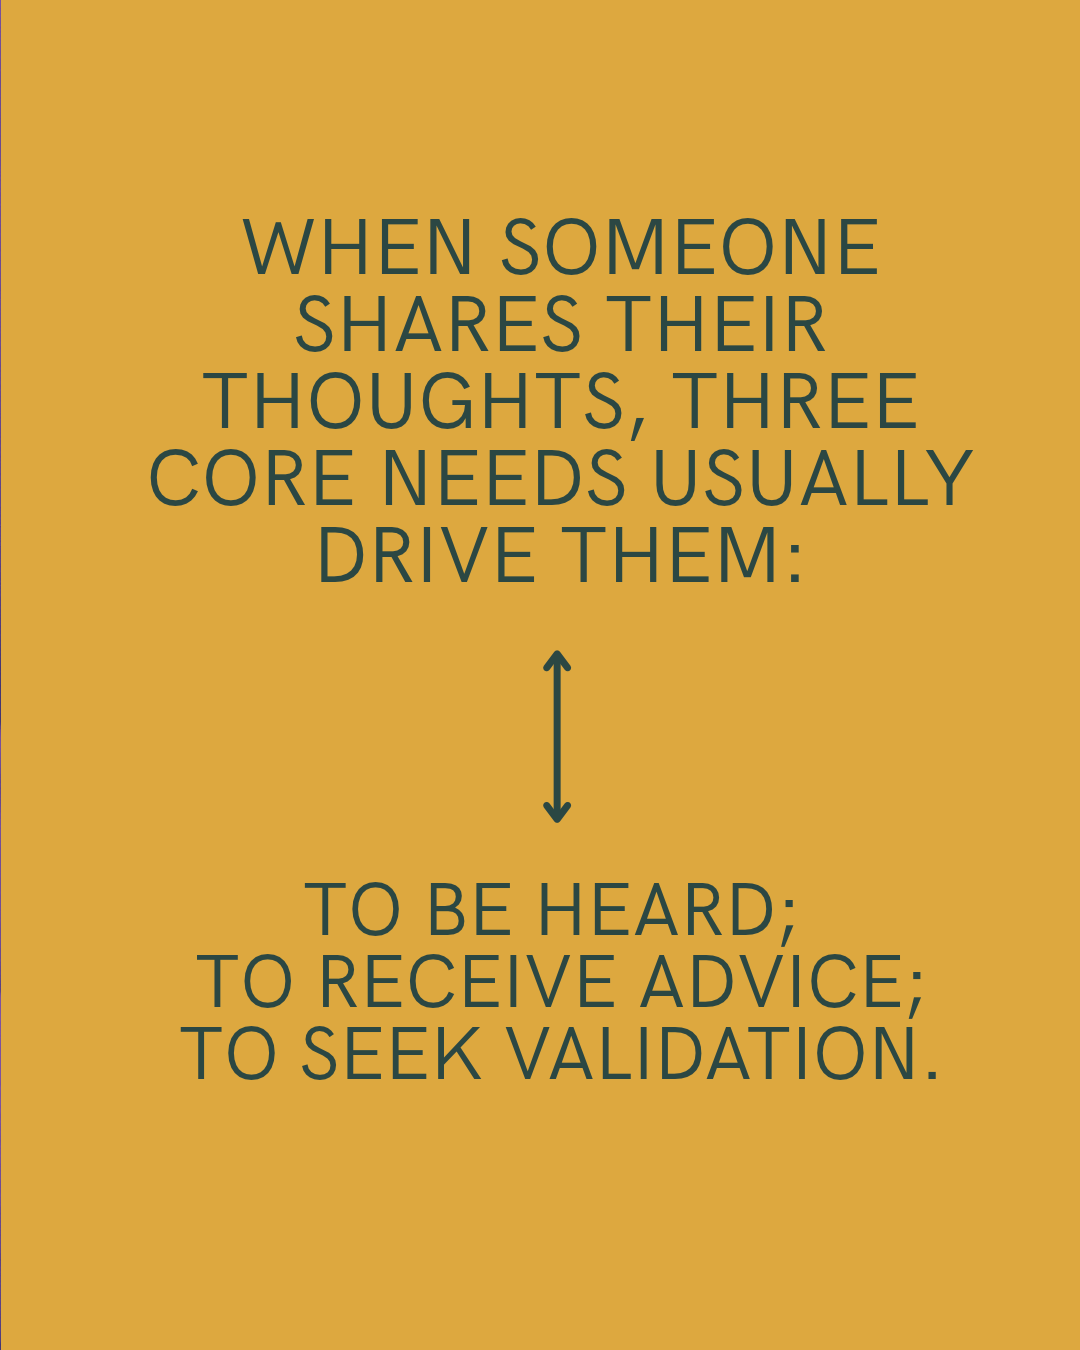 WHEN SOMEONE
SHARES THEIR
THOUGHTS, THREE
CORE NEEDS USUALLY
DRIVE THEM:
TO BE HEARD;
TO RECEIVE ADVICE;
TO SEEK VALIDATION.